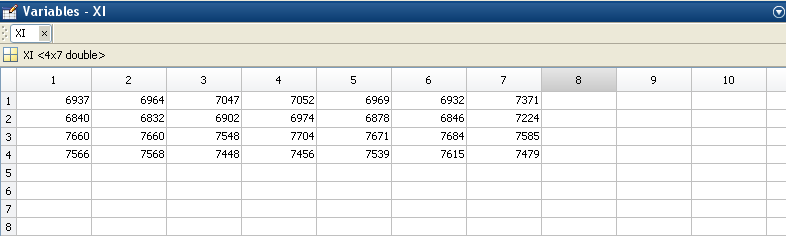 Variables - XI
XI ×
XI <4x7 double>
1 2 3 4 5 6 7 8 9 10
1 6937 6964 7047 7052 6969 6932 7371
2 6840 6832 6902 6974 6878 6846 7224
3 7660 7660 7548 7704 7671 7684 7585
4 7566 7568 7448 7456 7539 7615 7479
5
6
7
8